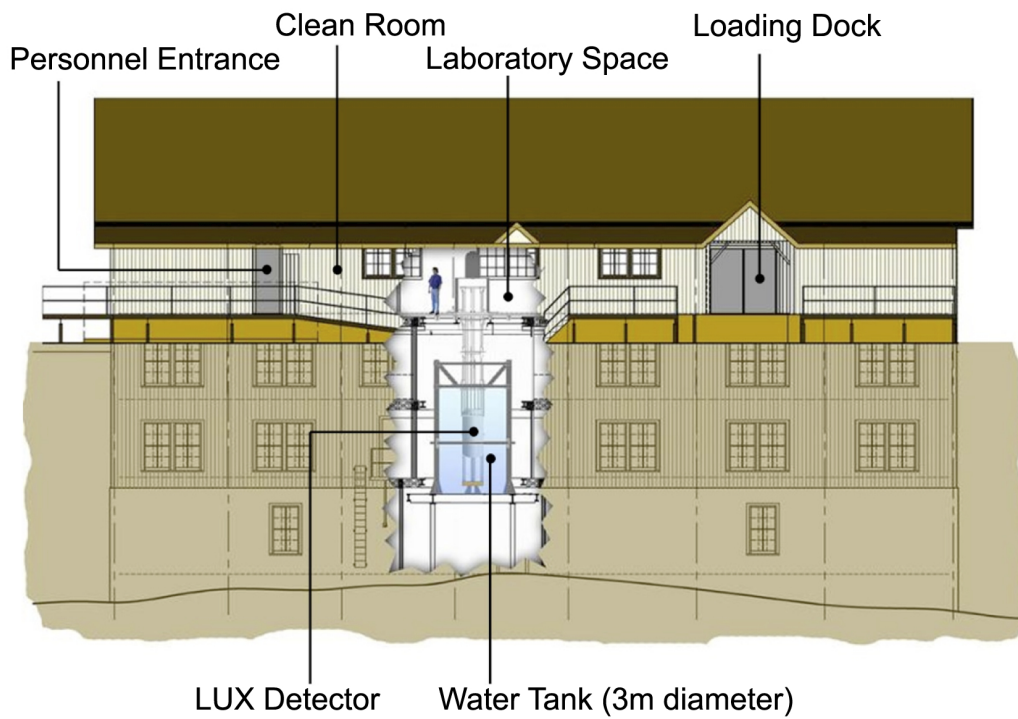 Clean Room
Loading Dock
Personnel Entrance
Laboratory Space
LUX Detector
Water Tank (3m diameter)